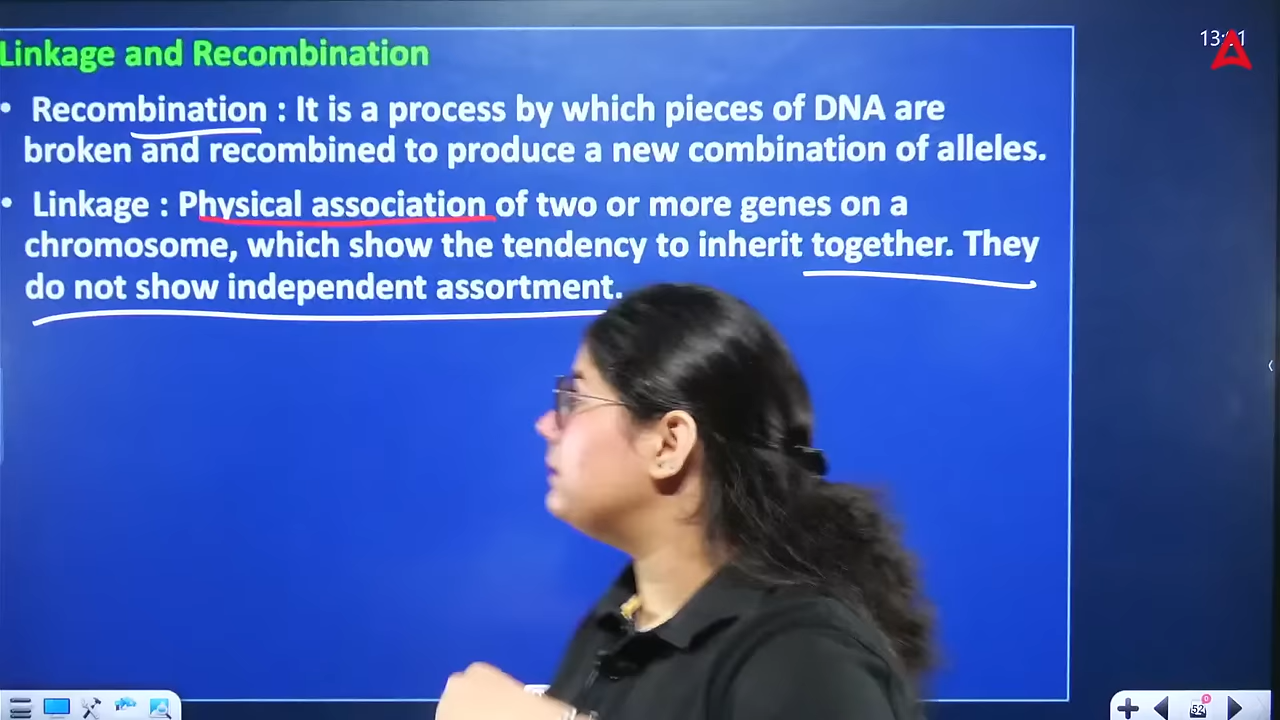 13:
Linkage and Recombination
• Recombination : It is a process by which pieces of DNA are
broken and recombined to produce a new combination of alleles.
• Linkage : Physical association of two or more genes on a
chromosome, which show the tendency to inherit together. They
do not show independent assortment.
52